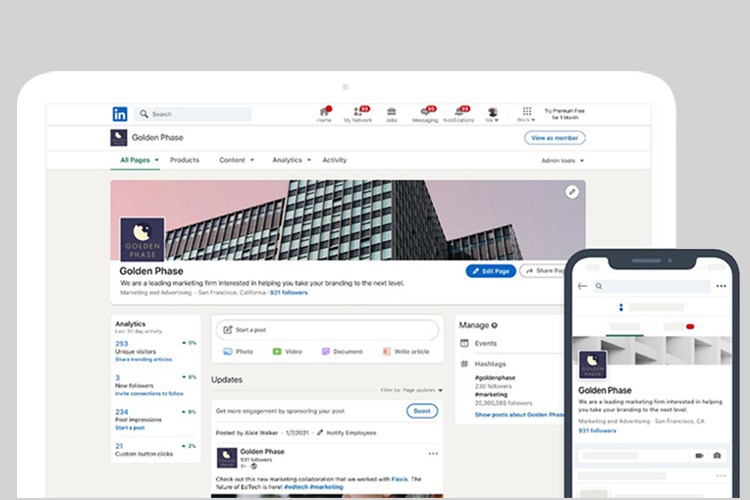 in Search
Home My Network Jobs Messaging Notifications Me Work Try Premium Free
for 1 Month
Golden Phase View as member
All Pages Products Content Analytics Activity Admin tools
GOLDEN
PHASE
Golden Phase Edit Page Share Pag
We are a leading marketing firm interested in helping you take your branding to the next level.
Marketing and Advertising · San Francisco, California · 931 followers
Analytics
Last 30 day activity
253 5%
Unique visitors
Share trending articles
3
New followers
Invite connections to follow
234
Post impressions
Start a post
21 2%
Custom button clicks
Start a post
Photo Video Document Write article
Updates
Filter by: Page updates
Get more engagement by sponsoring your post Boost
Posted by Alice Walker · 1/7/2021 · Notify Employees
Golden Phase
931 followers
Check out this new marketing collaboration that we worked with Flexis. The
future of EdTech is here! #edtech #marketing
Manage
Events
Hashtags
#goldenphase
230 followers
#marketing
20,305,085 followers
Show posts about Golden Phase
GOLDEN
PHASE
Golden Phase
We are a leading marketing firm interested in helping
you take your branding to the next level.
Marketing and Advertising · San Francisco, CA
931 followers